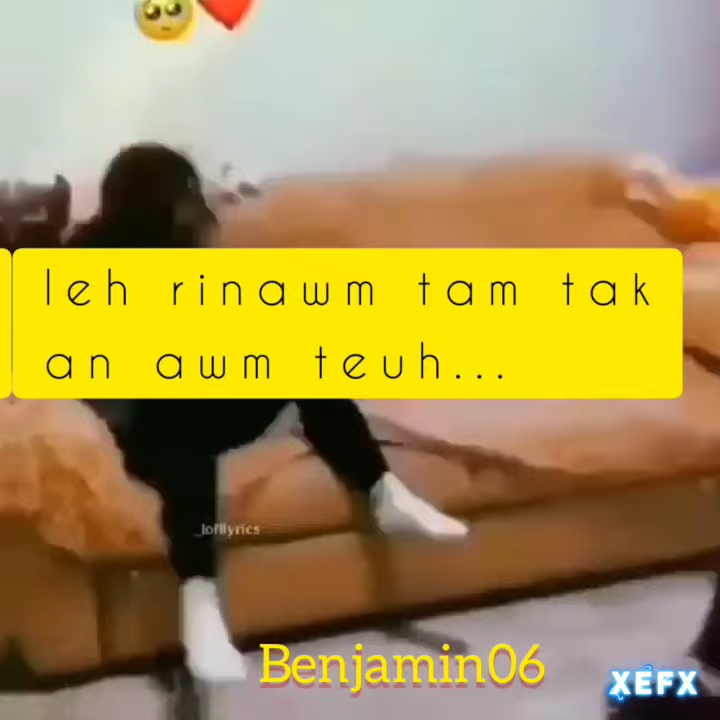 leh rinawm tam tak
an awm teuh...
_lofilyrics
Benjamin06
XEFX